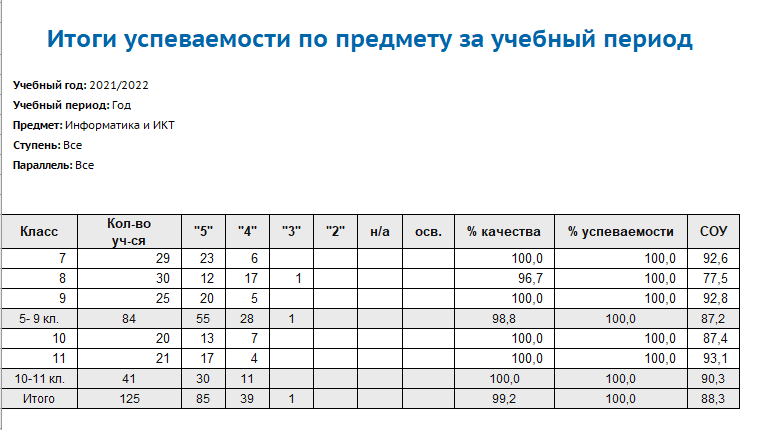 Итоги успеваемости по предмету за учебный период
Учебный год: 2021/2022
Учебный период: Год
Предмет: Информатика и ИКТ
Ступень: Все
Параллель: Все
Класс Кол-во уч-ся "5" "4" "3" "2" н/а осв. % качества % успеваемости СОУ
7 29 23 6 100,0 100,0 92,6
8 30 12 17 1 96,7 100,0 77,5
9 25 20 5 100,0 100,0 92,8
5- 9 кл. 84 55 28 1 98,8 100,0 87,2
10 20 13 7 100,0 100,0 87,4
11 21 17 4 100,0 100,0 93,1
10-11 кл. 41 30 11 100,0 100,0 90,3
Итого 125 85 39 1 99,2 100,0 88,3